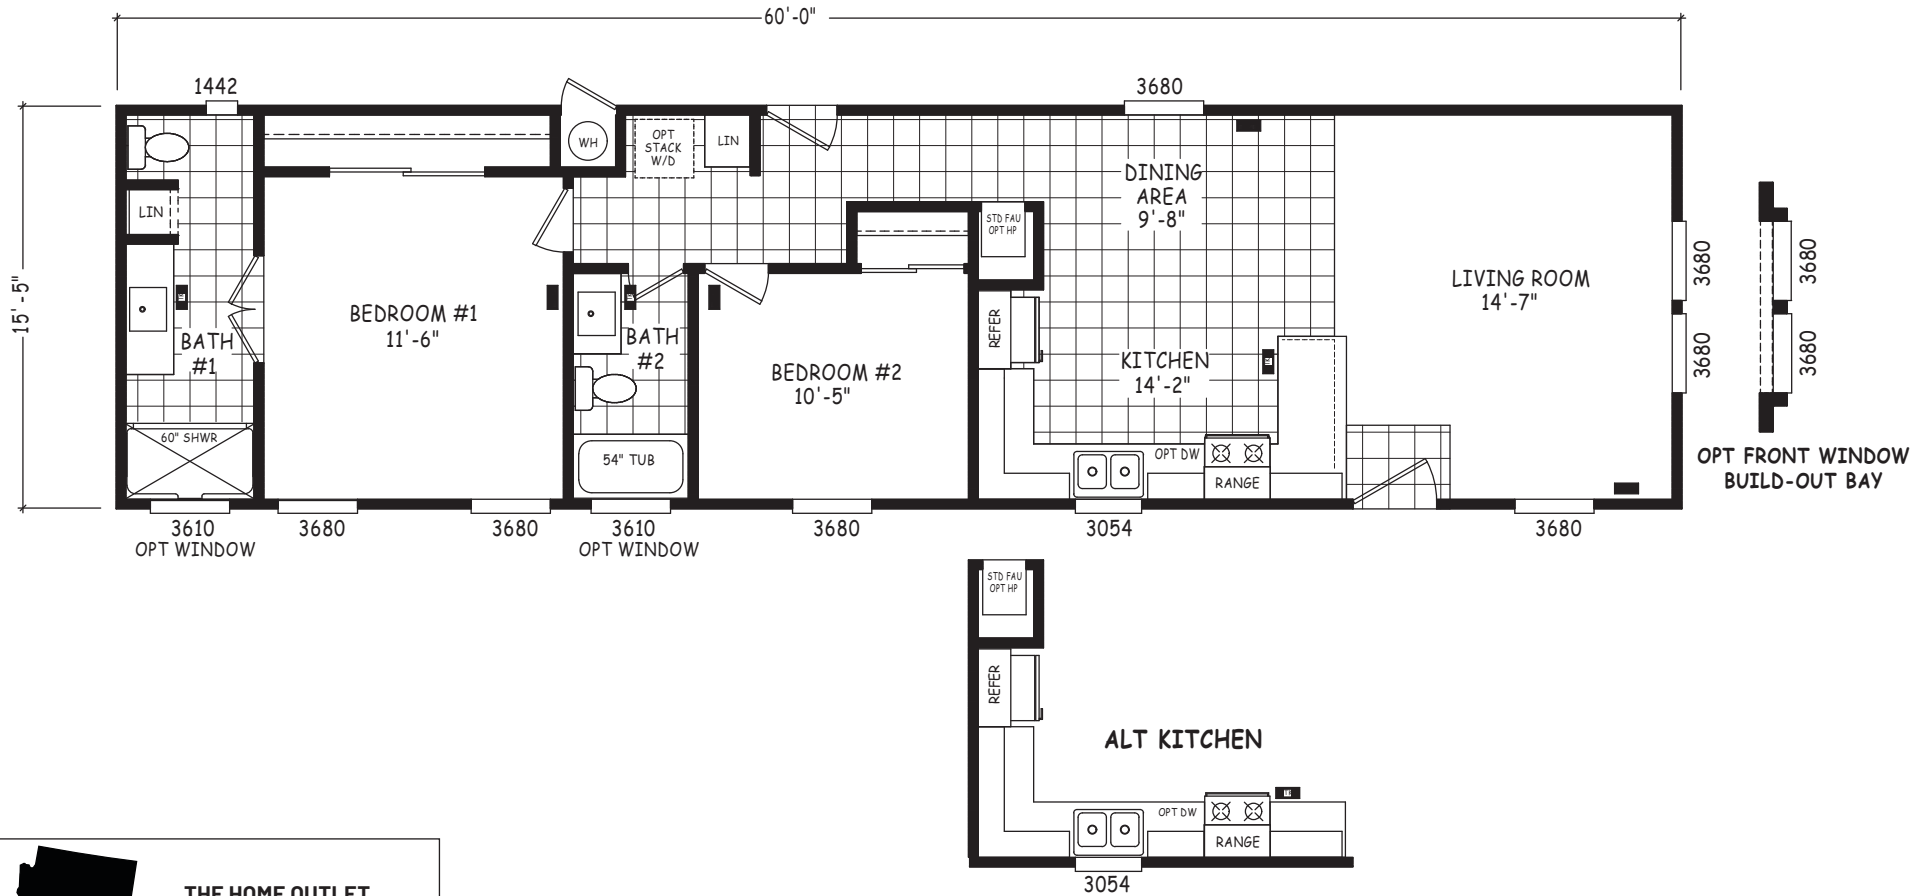 60'-0"
1442
3680
15'-5"
WH
OPT
STACK
W/D
LIN
LIN
DINING
AREA
9'-8"
STD FAU
OPT HP
LIVING ROOM
14'-7"
3680
3680
3680
3680
BEDROOM #1
11'-6"
BATH
#1
BATH
#2
REFER
BEDROOM #2
10'-5"
KITCHEN
14'-2"
60" SHWR
54" TUB
OPT DW
RANGE
OPT FRONT WINDOW
BUILD-OUT BAY
3610
OPT WINDOW
3680
3680
3610
OPT WINDOW
3680
3054
3680
STD FAU
OPT HP
REFER
ALT KITCHEN
OPT DW
RANGE
3054
THE HOME OUTLET